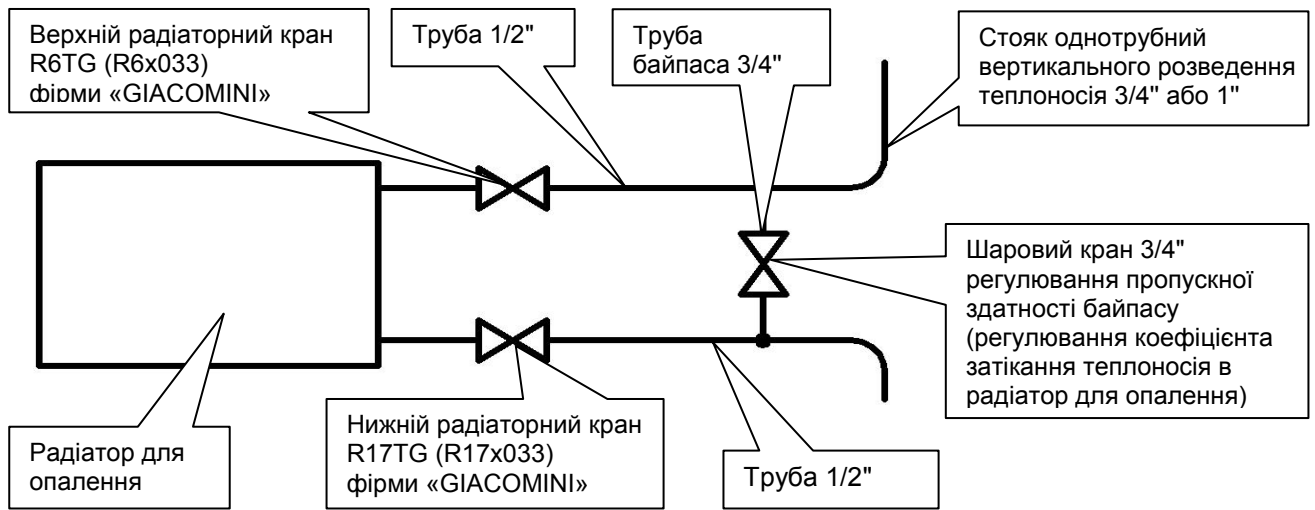 Верхній радіаторний кран
R6TG (R6x033)
фірми «GIACOMINI»
Труба 1/2"
Труба
байпаса 3/4"
Стояк однотрубний
вертикального розведення
теплоносія 3/4" або 1"
Шаровий кран 3/4"
регулювання пропускної
здатності байпасу
(регулювання коефіцієнта
затікання теплоносія в
радіатор для опалення)
Радіатор для
опалення
Нижній радіаторний кран
R17TG (R17x033)
фірми «GIACOMINI»
Труба 1/2"